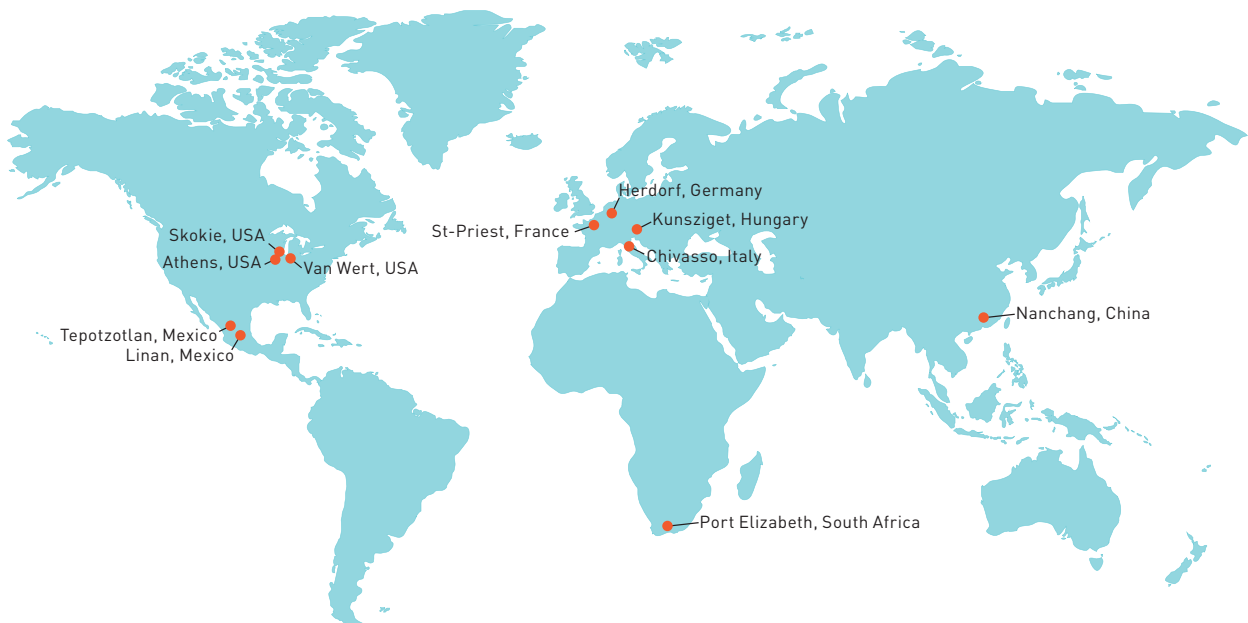 Herdorf, Germany
Kunsziget, Hungary
St-Priest, France
Skokie, USA
Chivasso, Italy
Athens, USA
Van Wert, USA
Nanchang, China
Tepotzotlan, Mexico
Linan, Mexico
Port Elizabeth, South Africa